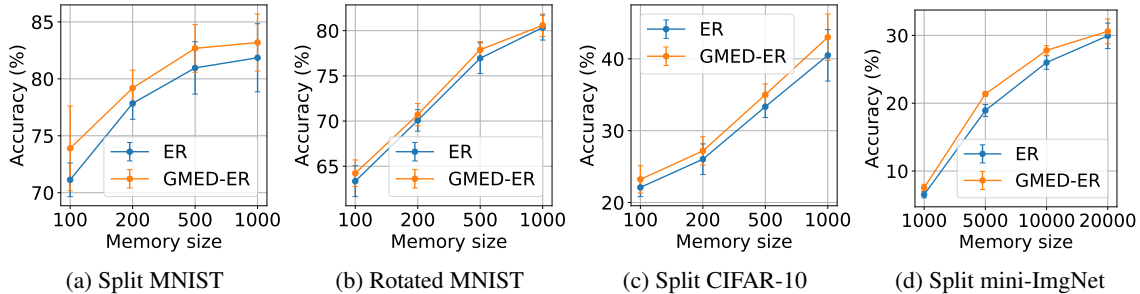 85
80
75
70
Accuracy (%)
ER
GMED-ER
100 200 500 1000
Memory size
(a) Split MNIST
80
75
70
65
Accuracy (%)
ER
GMED-ER
100 200 500 1000
Memory size
(b) Rotated MNIST
40
30
20
Accuracy (%)
ER
GMED-ER
100 200 500 1000
Memory size
(c) Split CIFAR-10
30
20
10
Accuracy (%)
ER
GMED-ER
1000 5000 10000 20000
Memory size
(d) Split mini-ImgNet